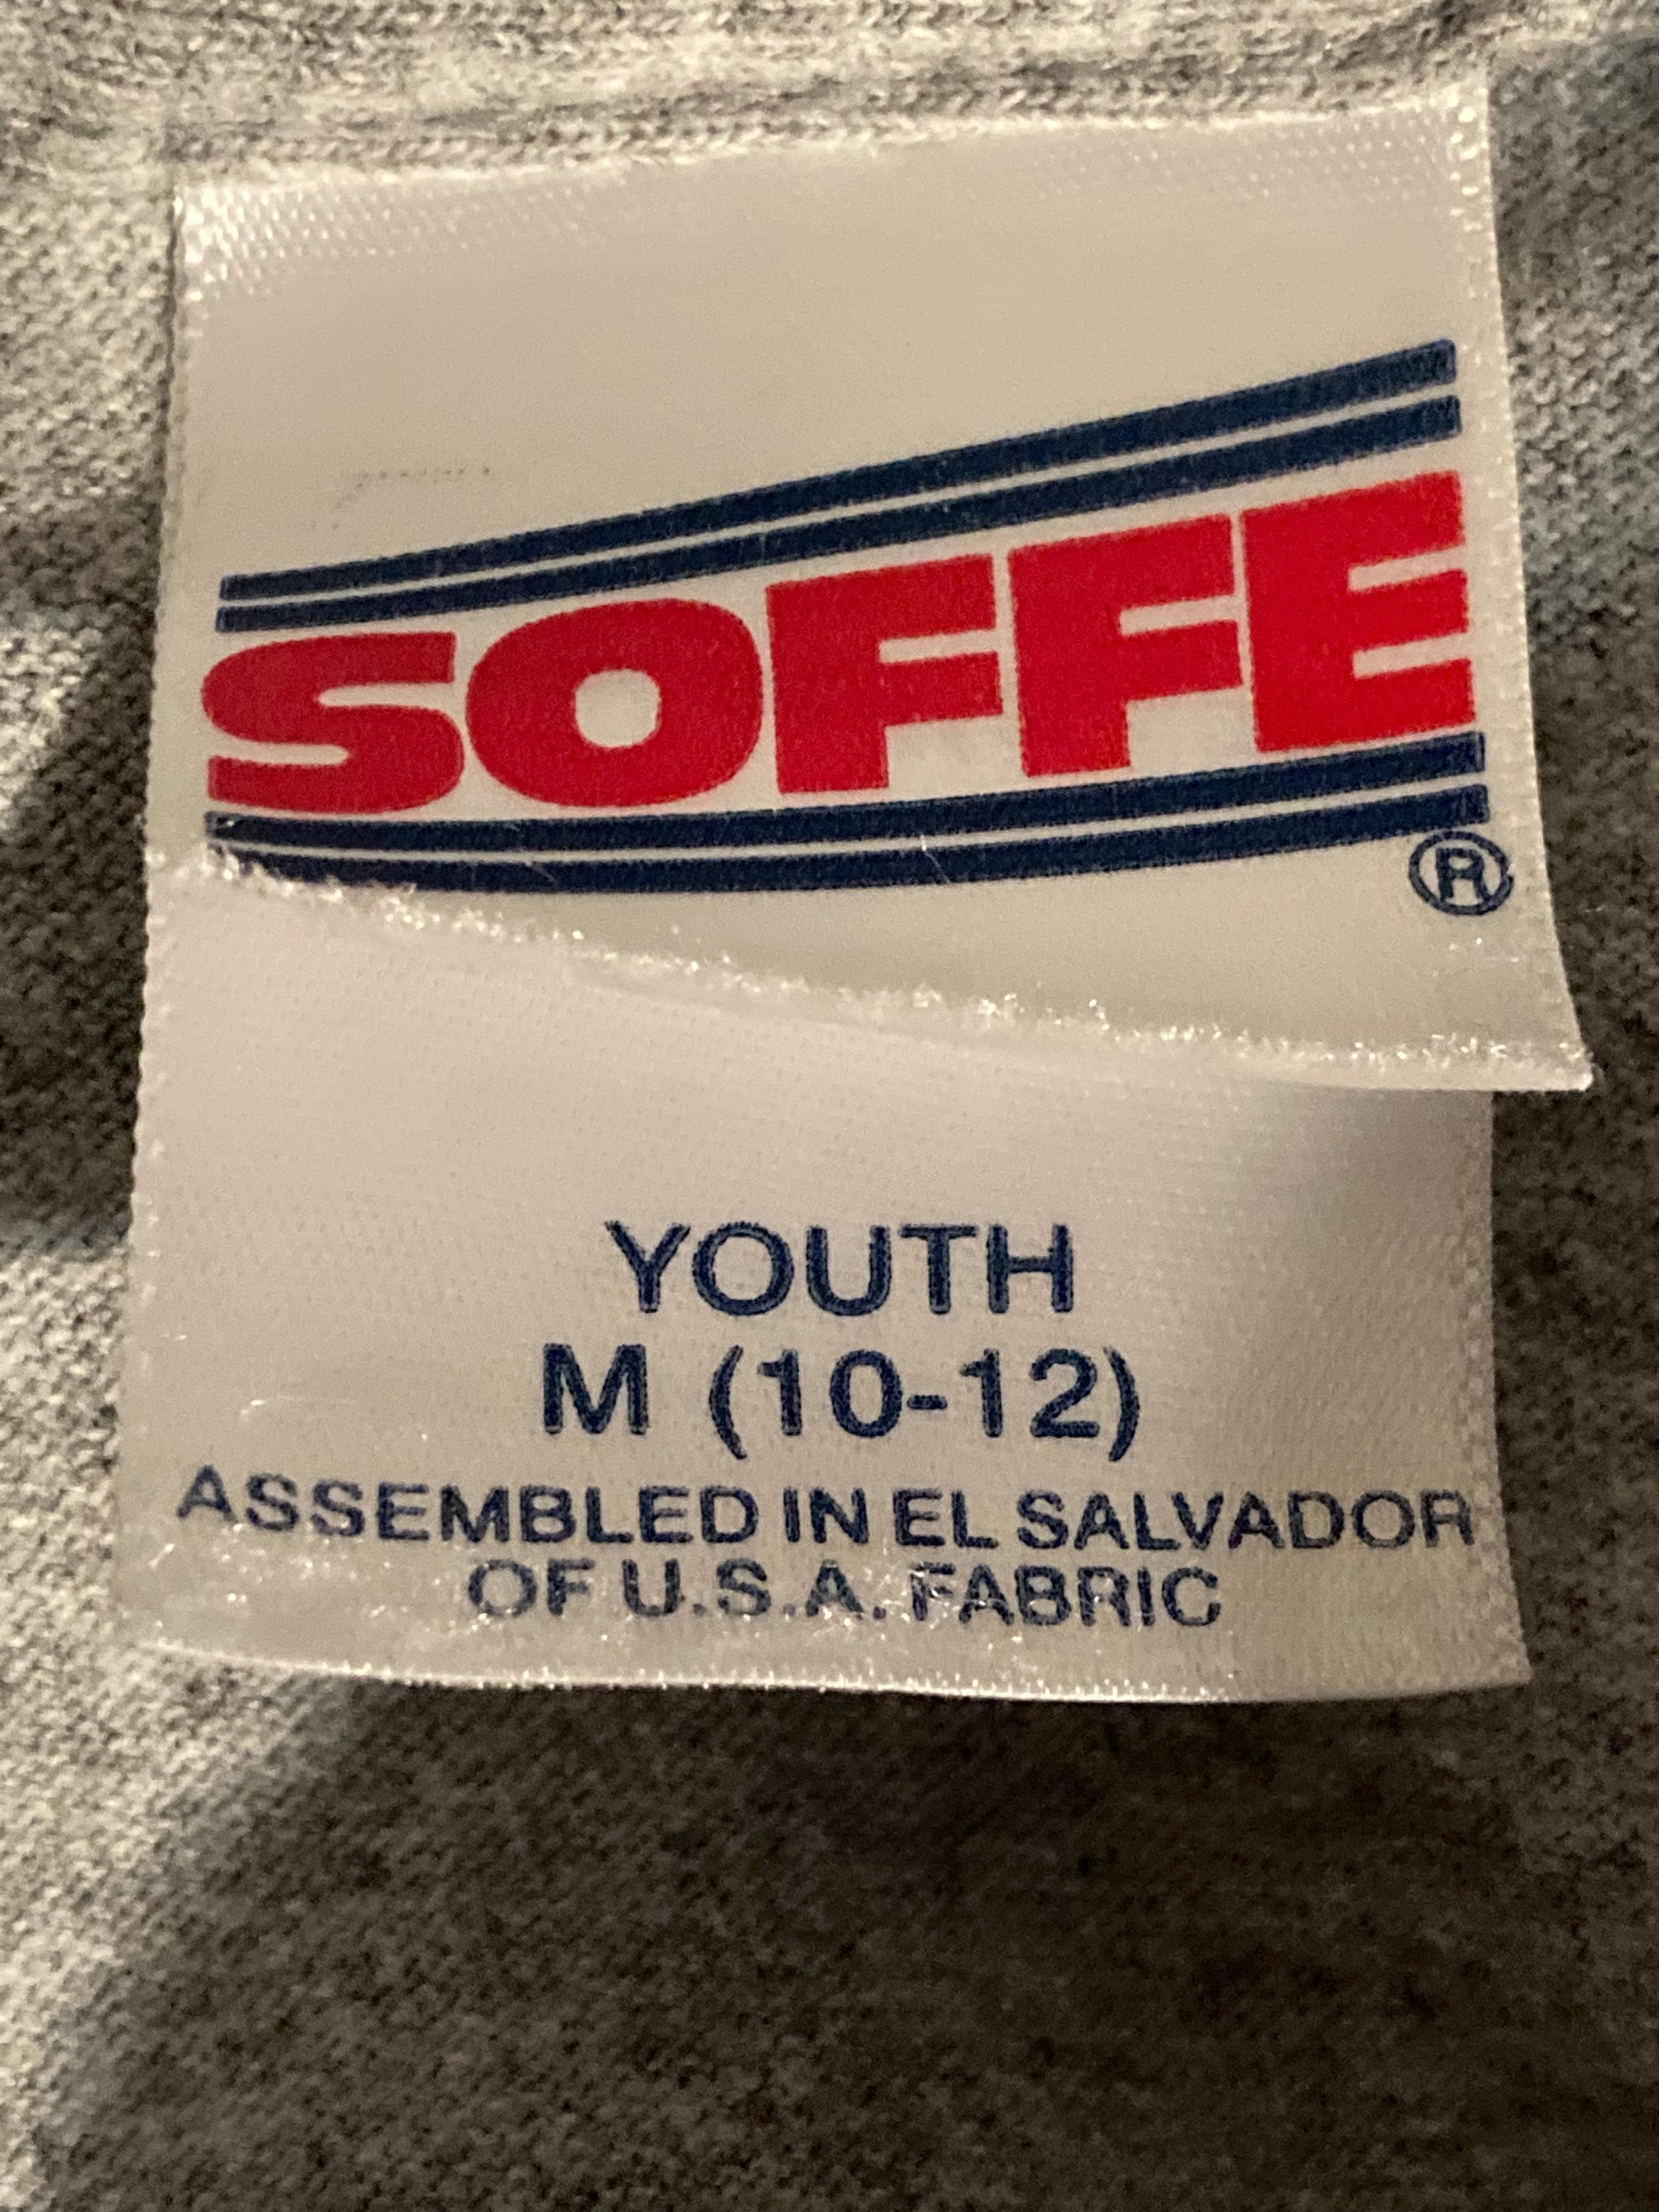 SOFFE
®
YOUTH
M (10-12)
ASSEMBLED IN EL SALVADOR
OF U.S.A. FABRIC